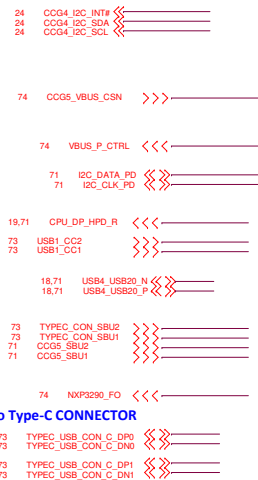 24 CCG4_I2C_INT#
24 CCG4_I2C_SDA
24 CCG4_I2C_SCL
74 CCG5_VBUS_CSN
74 VBUS_P_CTRL
71 I2C_DATA_PD
71 I2C_CLK_PD
19,71 CPU_DP_HPD_R
73 USB1_CC2
73 USB1_CC1
18,71 USB4_USB20_N
18,71 USB4_USB20_P
73 TYPEC_CON_SBU2
73 TYPEC_CON_SBU1
71 CCG5_SBU2
71 CCG5_SBU1
74 NXP3290_FO
o Type-C CONNECTOR
73 TYPEC_USB_CON_C_DP0
73 TYPEC_USB_CON_C_DN0
73 TYPEC_USB_CON_C_DP1
73 TYPEC_USB_CON_C_DN1